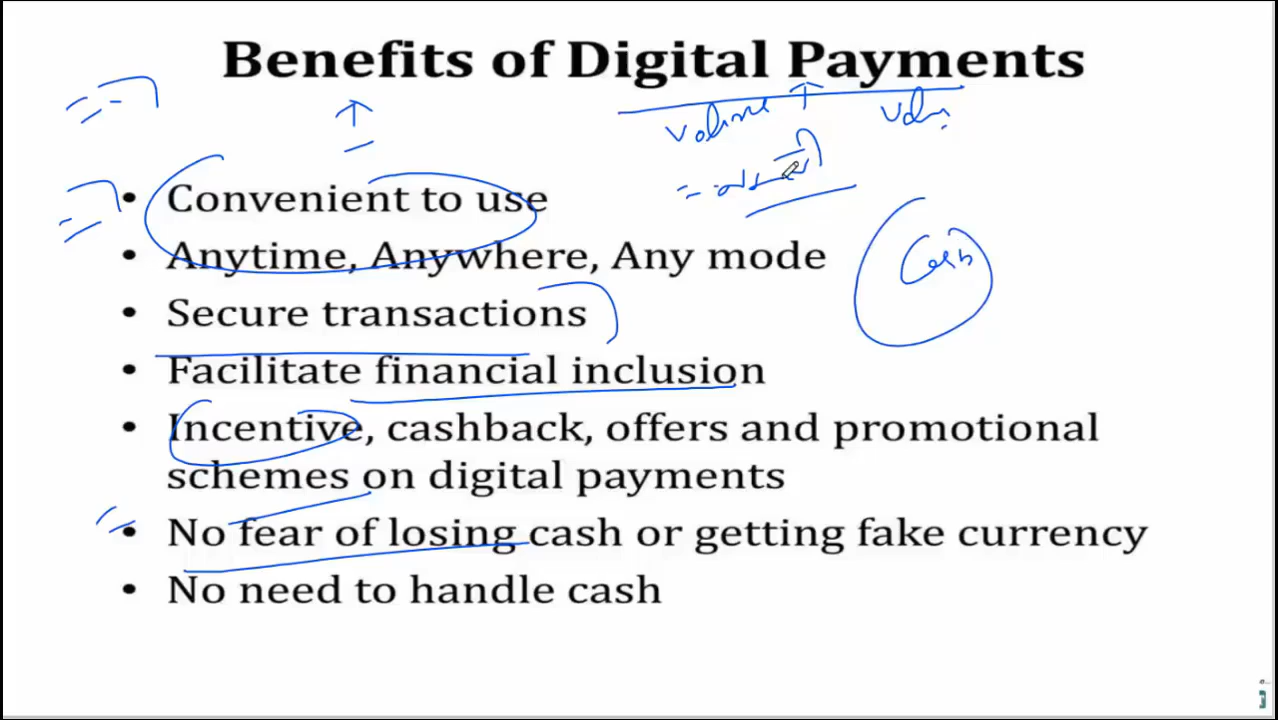 Benefits of Digital Payments
volume
• Convenient to use
• Anytime, Anywhere, Any mode
Cash
• Secure transactions
• Facilitate financial inclusion
• Incentive, cashback, offers and promotional
schemes on digital payments
• No fear of losing cash or getting fake currency
• No need to handle cash